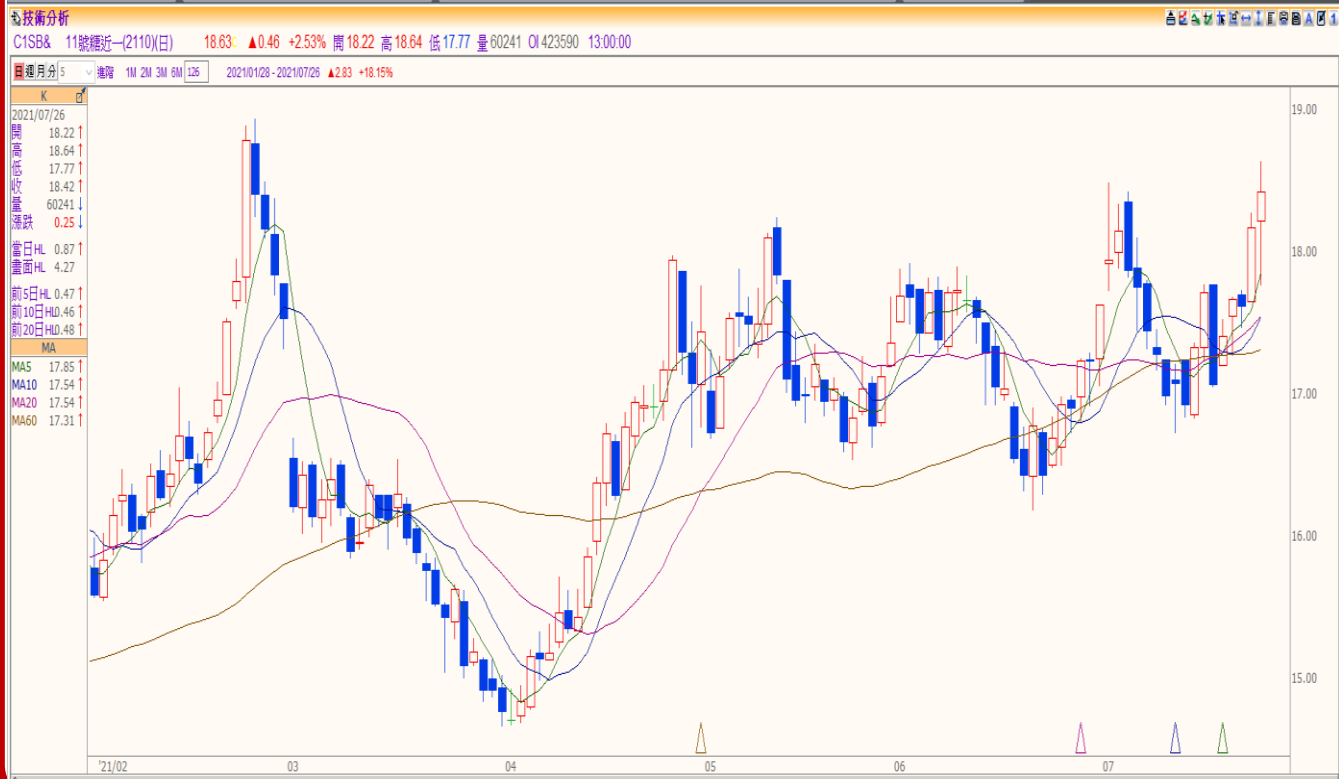 技術分析
C1SB& 11號糖近一(2110)(日) 18.63 ▲0.46 +2.53% 開 18.22 高 18.64 低 17.77 量 60241 OI 423590 13:00:00
日 週 月 分 5 進階 1M 2M 3M 6M 126 2021/01/28 - 2021/07/26 ▲2.83 +18.15%
K
2021/07/26
開 18.22↑
高 18.64↑
低 17.77↑
收 18.42↑
量 60241↓
漲跌 0.25↓
當日HL 0.87↑
畫面HL 4.27
前5日HL 0.47↑
前10日HL 0.46↑
前20日HL 0.48↑
MA
MA5 17.85↑
MA10 17.54↑
MA20 17.54↑
MA60 17.31↑
19.00
18.00
17.00
16.00
15.00
'21/02 03 04 05 06 07